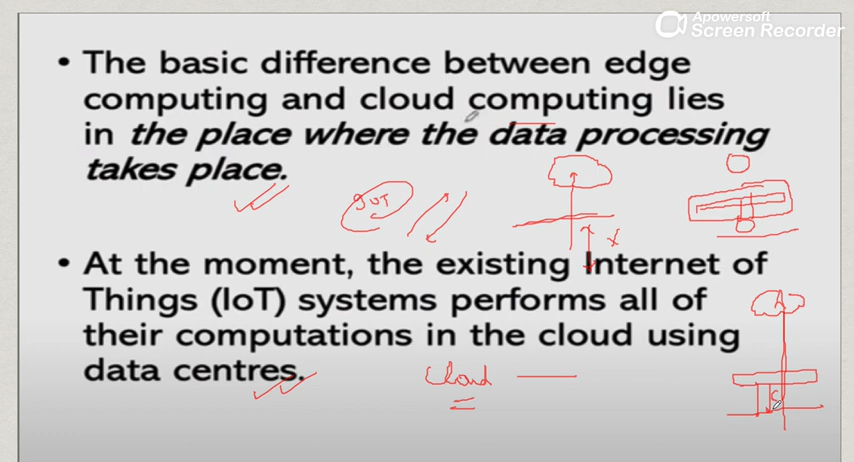 Apowersoft
Screen Recorder
• The basic difference between edge
computing and cloud computing lies
in the place where the data processing
takes place.
IOT
• At the moment, the existing Internet of
Things (IoT) systems performs all of
their computations in the cloud using
data centres.
Cloud